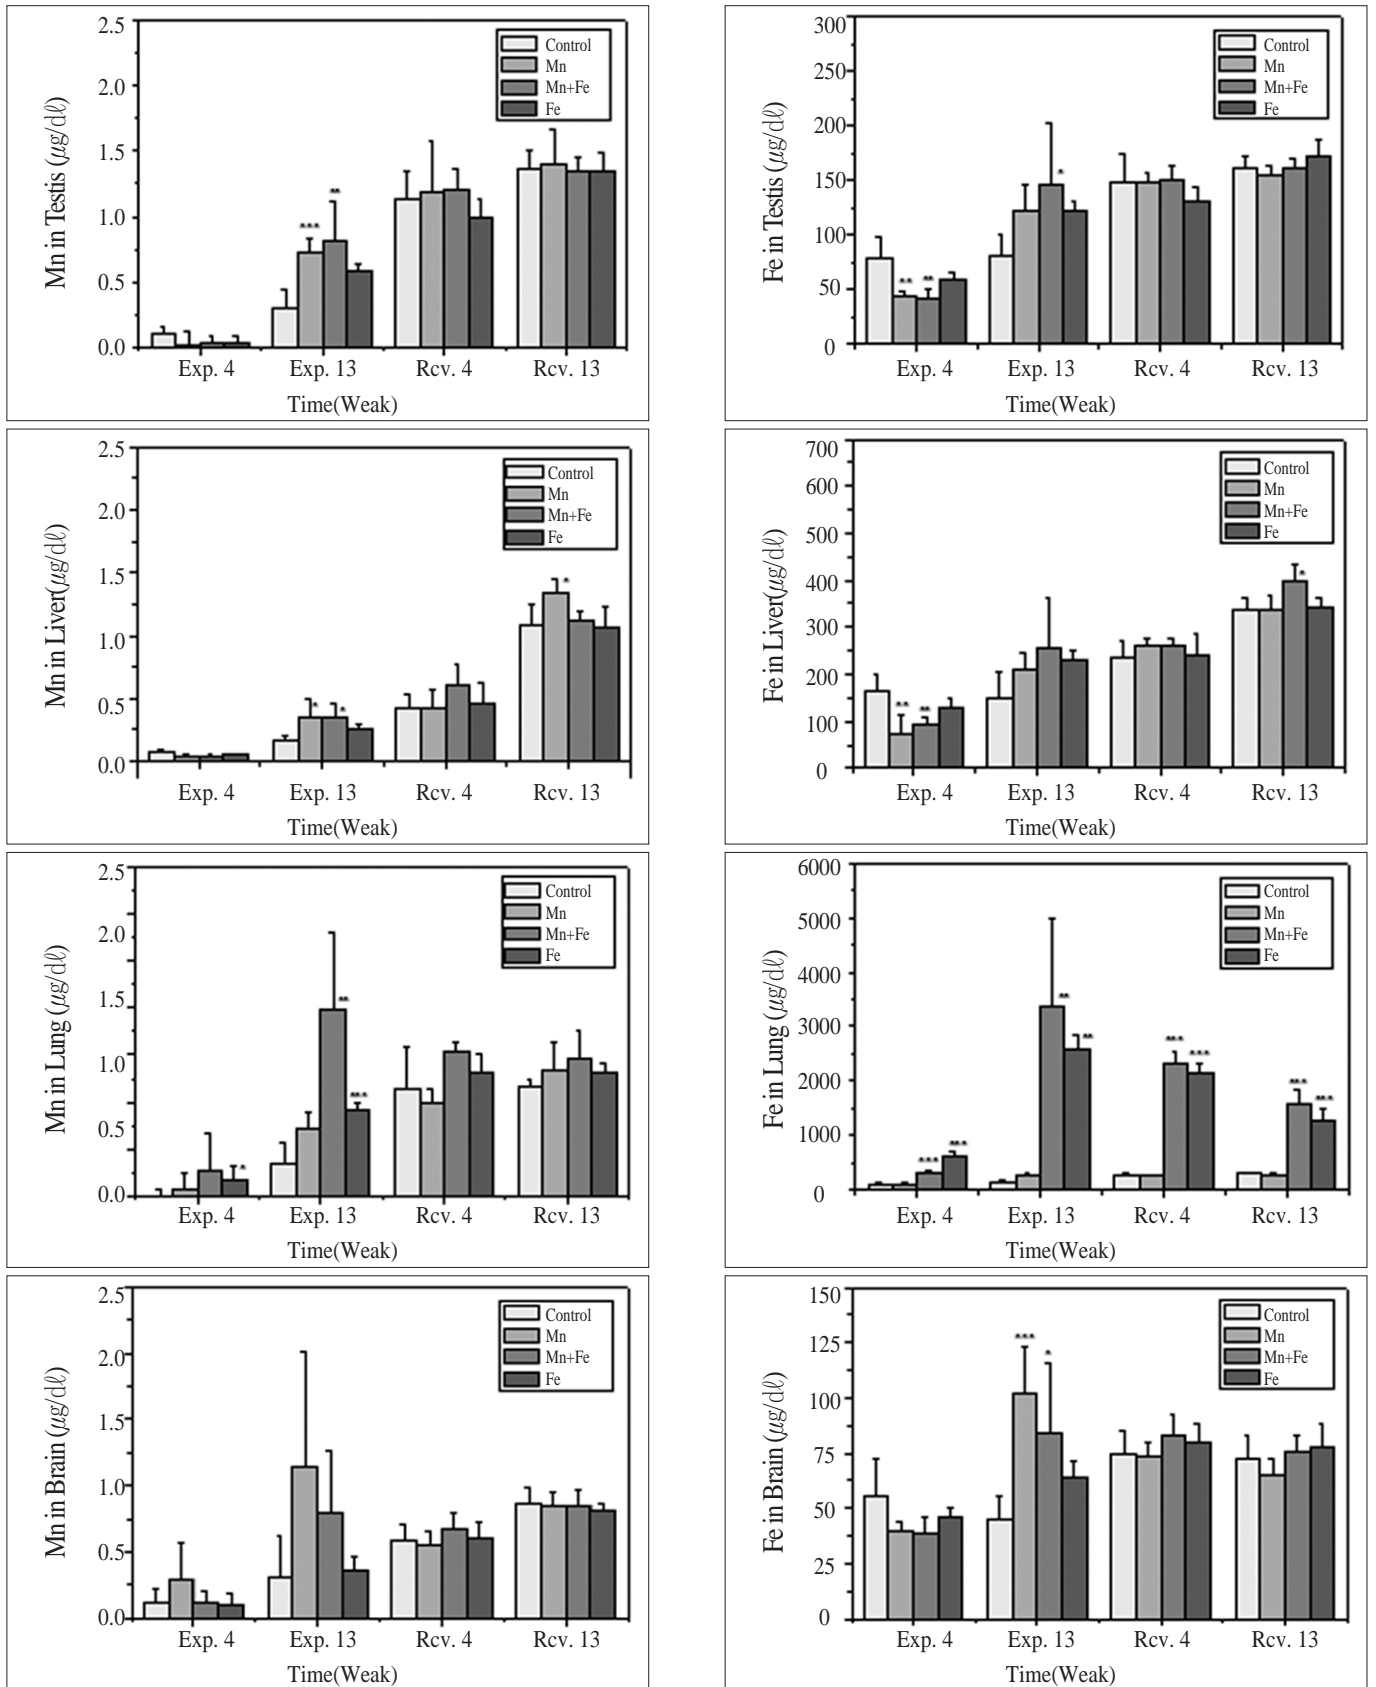 Mn in Testis (µg/dℓ)
2.5
2.0
1.5
1.0
0.5
0.0
Control
Mn
Mn+Fe
Fe
***
**
Exp. 4
Exp. 13
Rcv. 4
Rcv. 13
Time(Weak)
Fe in Testis (µg/dℓ)
300
250
200
150
100
50
0
Control
Mn
Mn+Fe
Fe
**
**
*
Exp. 4
Exp. 13
Rcv. 4
Rcv. 13
Time(Weak)
Mn in Liver(µg/dℓ)
2.5
2.0
1.5
1.0
0.5
0.0
Control
Mn
Mn+Fe
Fe
*
*
*
Exp. 4
Exp. 13
Rcv. 4
Rcv. 13
Time(Weak)
Fe in Liver(µg/dℓ)
700
600
500
400
300
200
100
0
Control
Mn
Mn+Fe
Fe
**
**
*
Exp. 4
Exp. 13
Rcv. 4
Rcv. 13
Time(Weak)
Mn in Lung (µg/dℓ)
2.5
2.0
1.5
1.0
0.5
0.0
Control
Mn
Mn+Fe
Fe
*
**
***
Exp. 4
Exp. 13
Rcv. 4
Rcv. 13
Time(Weak)
Fe in Lung (µg/dℓ)
6000
5000
4000
3000
2000
1000
0
Control
Mn
Mn+Fe
Fe
***
***
**
**
***
***
***
***
Exp. 4
Exp. 13
Rcv. 4
Rcv. 13
Time(Weak)
Mn in Brain (µg/dℓ)
2.5
2.0
1.5
1.0
0.5
0.0
Control
Mn
Mn+Fe
Fe
Exp. 4
Exp. 13
Rcv. 4
Rcv. 13
Time(Weak)
Fe in Brain (µg/dℓ)
150
125
100
75
50
25
0
Control
Mn
Mn+Fe
Fe
***
*
Exp. 4
Exp. 13
Rcv. 4
Rcv. 13
Time(Weak)